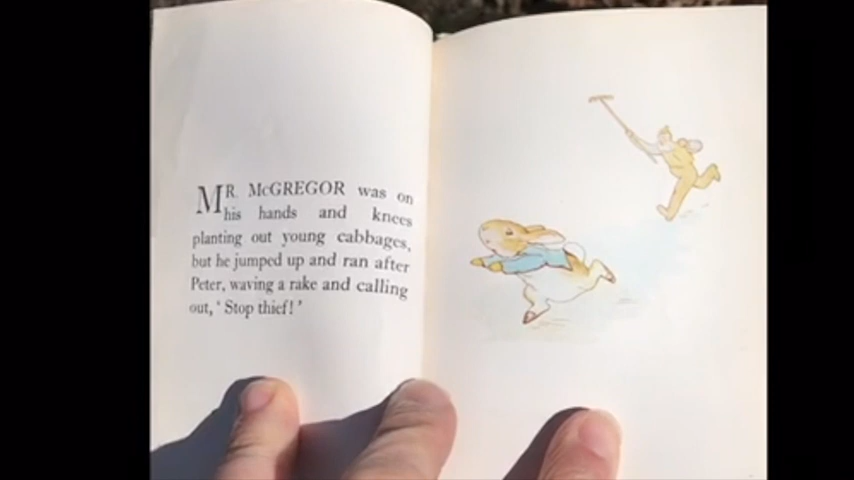 MR. McGREGOR was on
his hands and knees
planting out young cabbages,
but he jumped up and ran after
Peter, waving a rake and calling
out, ‘ Stop thief! ’